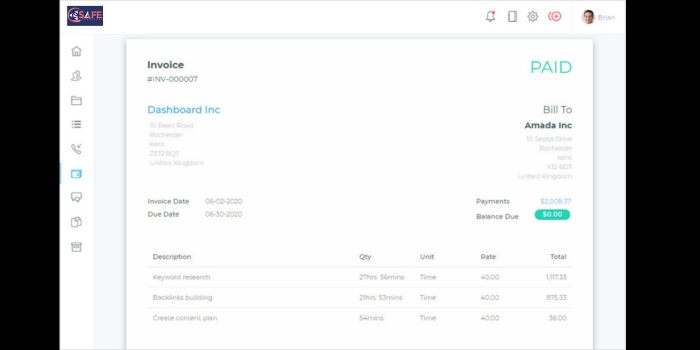 SAFE
Brian
Invoice
#INV-000007
PAID
Dashboard Inc
10 Read Road
Rochester
Kent
ZB12 8QT
United Kingdom
Bill To
Amada Inc
10 Septa Drive
Rochester
kent
X12 6DT
United Kingdom
Invoice Date 06-02-2020
Due Date 06-30-2020
Payments $2,008.37
Balance Due $0.00
Description Qty Unit Rate Total
Keyword research 27hrs 56mins Time 40.00 1,117.33
Backlinks building 21hrs 53mins Time 40.00 875.33
Create content plan 54mins Time 40.00 36.00